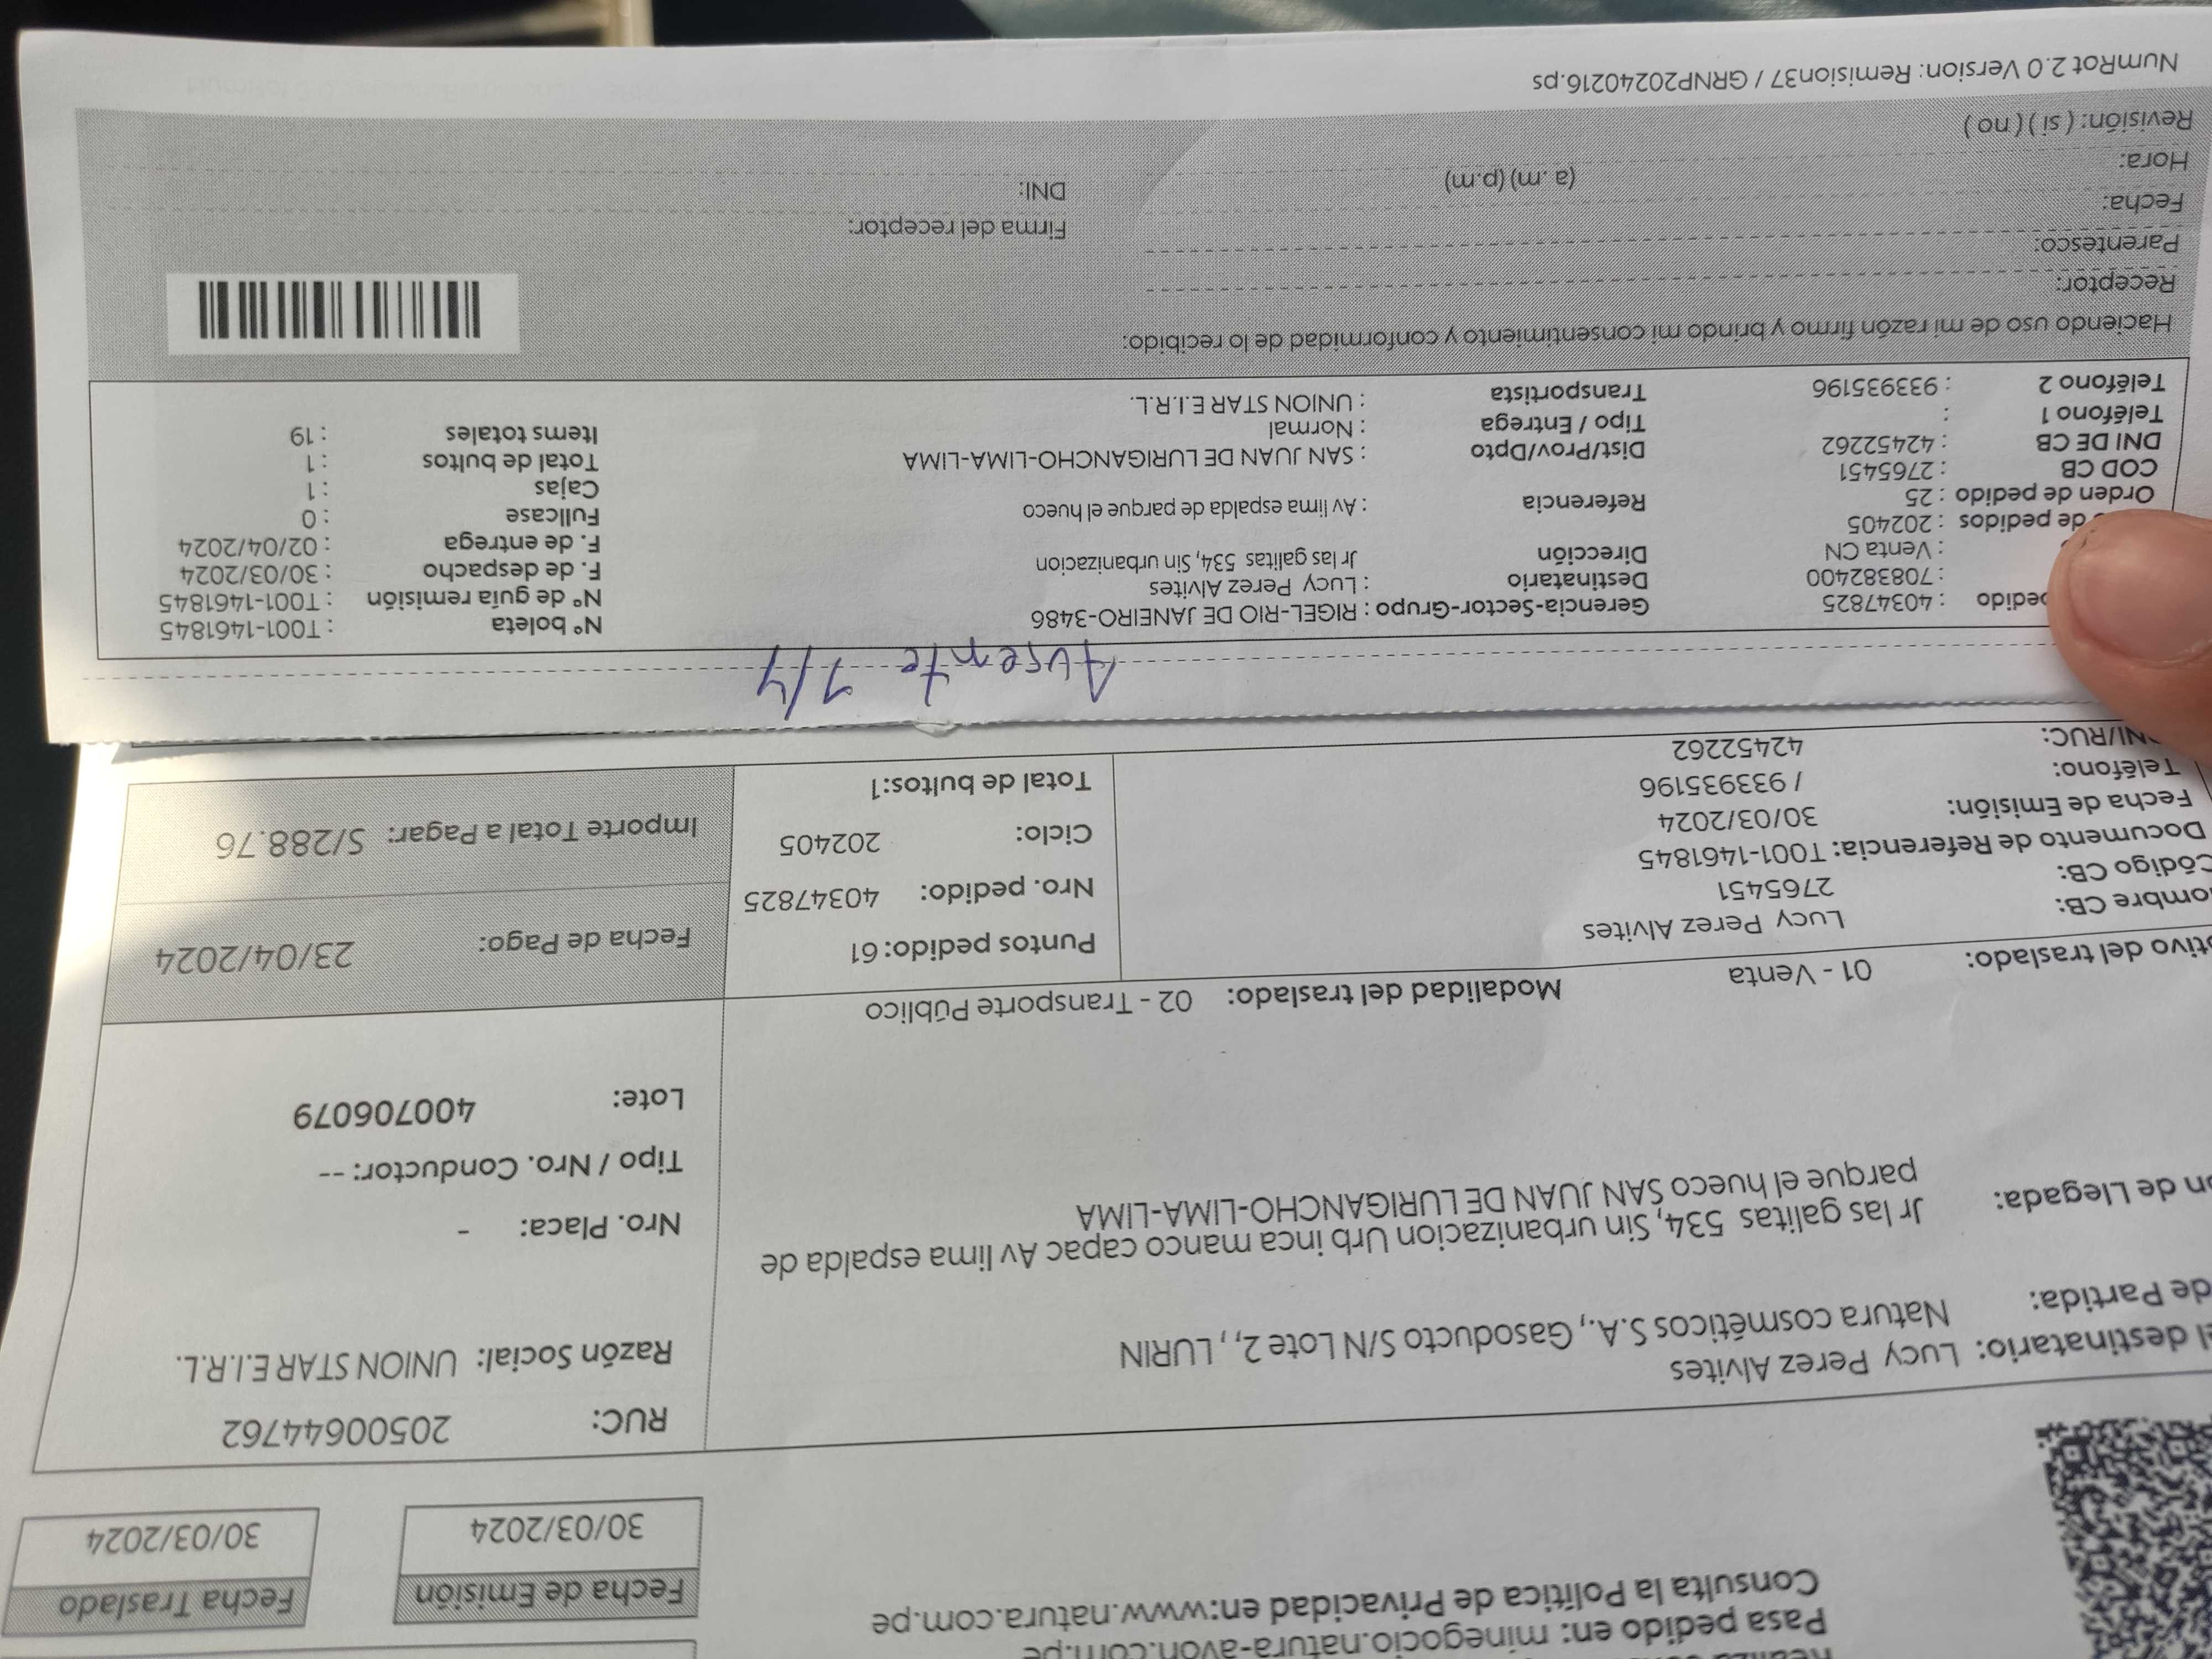 Pasa pedido en: minegocio.natura-avon.com.pe
Consulta la Política de Privacidad en:www.natura.com.pe
Fecha de Emisión
30/03/2024
Fecha Traslado
30/03/2024
el destinatario: Lucy Perez Alvites
de Partida: Natura cosméticos S.A., Gasoducto S/N Lote 2, , LURIN
on de Llegada: Jr las galitas 534, Sin urbanizacion Urb inca manco capac Av lima espalda de
parque el hueco SAN JUAN DE LURIGANCHO-LIMA-LIMA
RUC: 20500644762
Razón Social: UNION STAR E.I.R.L.
Nro. Placa: -
Tipo / Nro. Conductor: --
Lote: 400706079
otivo del traslado: 01 - Venta Modalidad del traslado: 02 - Transporte Público
ombre CB: Lucy Perez Alvites
Código CB: 2765451
Documento de Referencia: T001-1461845
Fecha de Emisión: 30/03/2024
Teléfono: / 933935196
DNI/RUC: 42452262
Puntos pedido: 61
Nro. pedido: 40347825
Ciclo: 202405
Total de bultos:1
Fecha de Pago: 23/04/2024
Importe Total a Pagar: S/288.76
Ausente 1/4
pedido : 40347825
: 708382400
: Venta CN
de pedidos : 202405
Orden de pedido : 25
COD CB : 2765451
DNI DE CB : 42452262
Teléfono 1 :
Teléfono 2 : 933935196
Gerencia-Sector-Grupo : RIGEL-RIO DE JANEIRO-3486
Destinatario : Lucy Perez Alvites
Dirección Jr las galitas 534, Sin urbanizacion
Referencia : Av lima espalda de parque el hueco
Dist/Prov/Dpto : SAN JUAN DE LURIGANCHO-LIMA-LIMA
Tipo / Entrega : Normal
Transportista : UNION STAR E.I.R.L.
N° boleta : T001-1461845
N° de guía remisión : T001-1461845
F. de despacho : 30/03/2024
F. de entrega : 02/04/2024
Fullcase : 0
Cajas : 1
Total de bultos : 1
Items totales : 19
Haciendo uso de mi razón firmo y brindo mi consentimiento y conformidad de lo recibido:
Receptor:
Parentesco:
Fecha:
Hora: (a .m) (p.m)
Revisión: ( si ) ( no )
Firma del receptor:
DNI:
NumRot 2.0 Version: Remision37 / GRNP20240216.ps